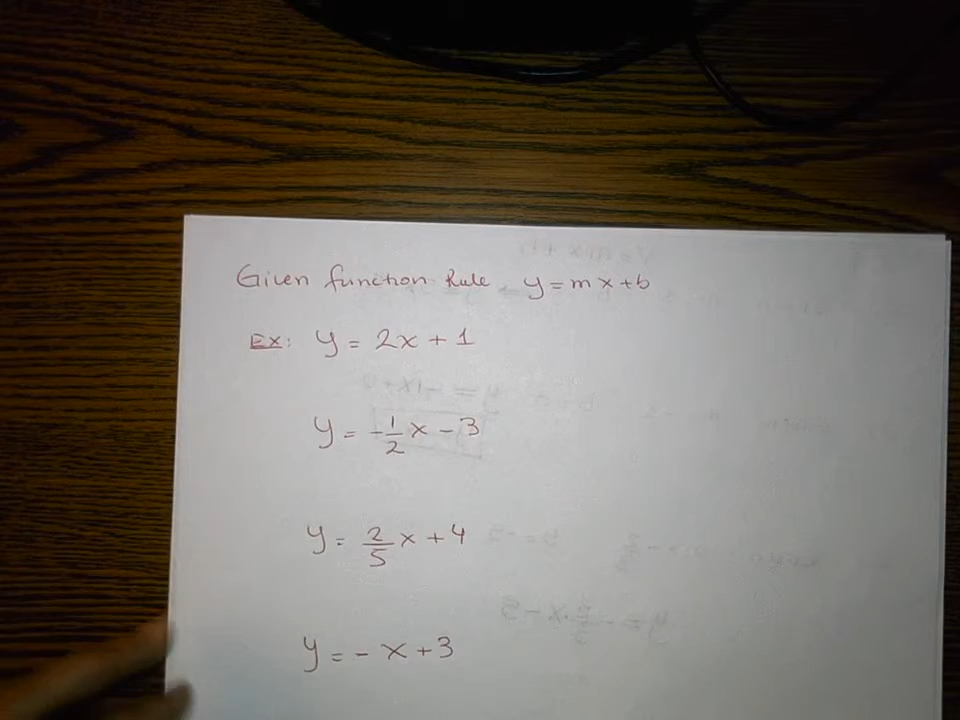 Given function Rule y = mx + b
EX: y = 2x + 1
y = -1/2 x - 3
y = 2/5 x + 4
y = - x + 3